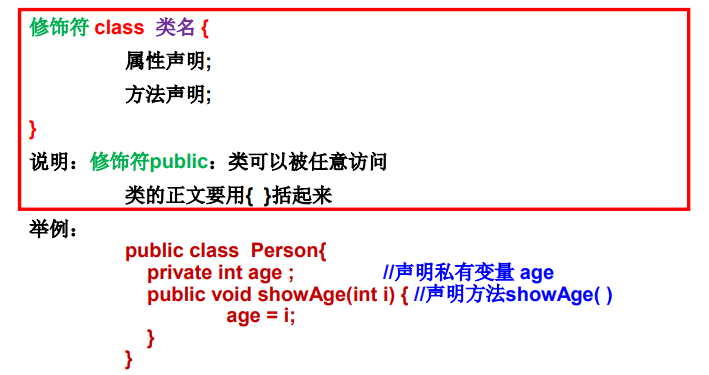 修饰符 class 类名 {
属性声明;
方法声明;
}
说明：修饰符public：类可以被任意访问
类的正文要用{ }括起来
举例：
public class Person{
private int age ; //声明私有变量 age
public void showAge(int i) { //声明方法showAge( )
age = i;
}
}